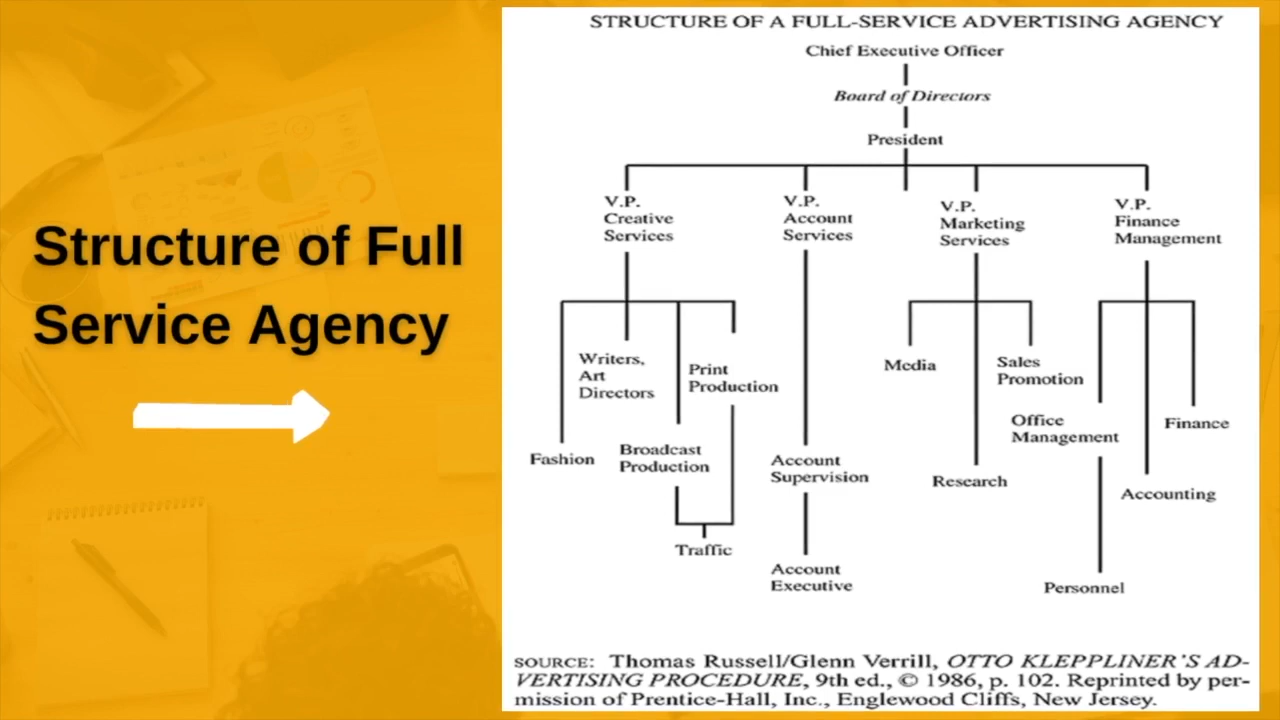 Structure of Full
Service Agency
STRUCTURE OF A FULL-SERVICE ADVERTISING AGENCY
Chief Executive Officer
Board of Directors
President
V.P.
Creative
Services
V.P.
Account
Services
V.P.
Marketing
Services
V.P.
Finance
Management
Writers,
Art
Directors
Print
Production
Media
Sales
Promotion
Office
Management
Finance
Fashion
Broadcast
Production
Account
Supervision
Research
Accounting
Traffic
Account
Executive
Personnel
SOURCE: Thomas Russell/Glenn Verrill, OTTO KLEPPLINER'S AD-
VERTISING PROCEDURE, 9th ed., © 1986, p. 102. Reprinted by per-
mission of Prentice-Hall, Inc., Englewood Cliffs, New Jersey.